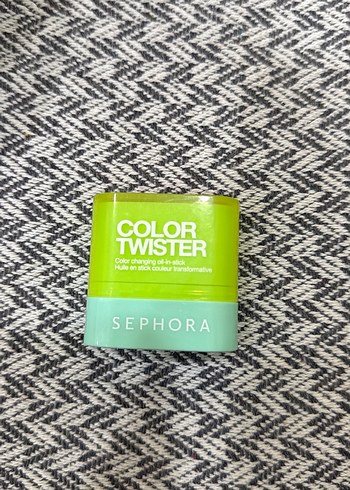 COLOR
TWISTER
Color changing oil-in-stick
Huile en stick couleur transformative
SEPHORA